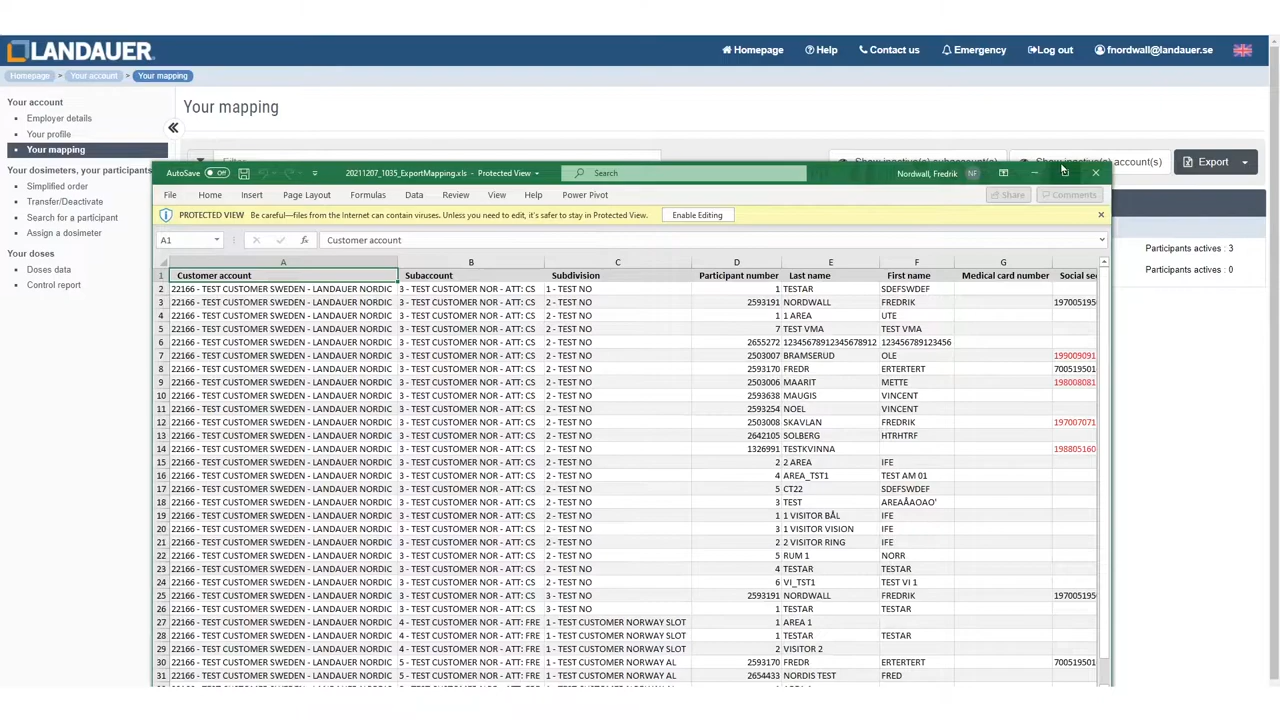 LANDAUER
Homepage Help Contact us Emergency Log out fnordwall@landauer.se
Homepage > Your account > Your mapping
Your account
Employer details
Your profile
Your mapping
Your dosimeters, your participants
Simplified order
Transfer/Deactivate
Search for a participant
Assign a dosimeter
Your doses
Doses data
Control report
Your mapping
Export
Participants actives : 3
Participants actives : 0
AutoSave Off 20211207_1035_ExportMapping.xls - Protected View Search Nordwall, Fredrik NF
File Home Insert Formulas Data Review View Power Pivot Share Comments
PROTECTED VIEW Be careful—files from the Internet can contain viruses. Unless you need to edit, it's safer to stay in Protected View. Enable Editing
A1 fx Customer account
A B C D E F G H
1 Customer account Subaccount Subdivision Participant number Last name First name Medical card number Social sec
2 22166 - TEST CUSTOMER SWEDEN - LANDAUER NORDIC 3 - TEST CUSTOMER NOR - ATT: CS 1 - TEST NO 1 TESTAR SDEFSWDEF
3 22166 - TEST CUSTOMER SWEDEN - LANDAUER NORDIC 3 - TEST CUSTOMER NOR - ATT: CS 2 - TEST NO 2593191 NORDWALL FREDRIK 197005195
4 22166 - TEST CUSTOMER SWEDEN - LANDAUER NORDIC 3 - TEST CUSTOMER NOR - ATT: CS 2 - TEST NO 1 1 AREA UTE
5 22166 - TEST CUSTOMER SWEDEN - LANDAUER NORDIC 3 - TEST CUSTOMER NOR - ATT: CS 2 - TEST NO 7 TEST VMA TEST VMA
6 22166 - TEST CUSTOMER SWEDEN - LANDAUER NORDIC 3 - TEST CUSTOMER NOR - ATT: CS 2 - TEST NO 2655272 12345678912345678912 123456789123456
7 22166 - TEST CUSTOMER SWEDEN - LANDAUER NORDIC 3 - TEST CUSTOMER NOR - ATT: CS 2 - TEST NO 2503007 BRAMSERUD OLE 199009091
8 22166 - TEST CUSTOMER SWEDEN - LANDAUER NORDIC 3 - TEST CUSTOMER NOR - ATT: CS 2 - TEST NO 2593170 FREDR ERTERTERT 700519501
9 22166 - TEST CUSTOMER SWEDEN - LANDAUER NORDIC 3 - TEST CUSTOMER NOR - ATT: CS 2 - TEST NO 2503006 MAARIT METTE 198008081
10 22166 - TEST CUSTOMER SWEDEN - LANDAUER NORDIC 3 - TEST CUSTOMER NOR - ATT: CS 2 - TEST NO 2593638 MAUGIS VINCENT
11 22166 - TEST CUSTOMER SWEDEN - LANDAUER NORDIC 3 - TEST CUSTOMER NOR - ATT: CS 2 - TEST NO 2593254 NOEL VINCENT
12 22166 - TEST CUSTOMER SWEDEN - LANDAUER NORDIC 3 - TEST CUSTOMER NOR - ATT: CS 2 - TEST NO 2503008 SKAVLAN FREDRIK 197007071
13 22166 - TEST CUSTOMER SWEDEN - LANDAUER NORDIC 3 - TEST CUSTOMER NOR - ATT: CS 2 - TEST NO 2642105 SOLBERG HTRHTRF
14 22166 - TEST CUSTOMER SWEDEN - LANDAUER NORDIC 3 - TEST CUSTOMER NOR - ATT: CS 2 - TEST NO 1326991 TESTKVINNA 198805160
15 22166 - TEST CUSTOMER SWEDEN - LANDAUER NORDIC 3 - TEST CUSTOMER NOR - ATT: CS 2 - TEST NO 2 2 AREA IFE
16 22166 - TEST CUSTOMER SWEDEN - LANDAUER NORDIC 3 - TEST CUSTOMER NOR - ATT: CS 2 - TEST NO 4 AREA_TST1 TEST AM 01
17 22166 - TEST CUSTOMER SWEDEN - LANDAUER NORDIC 3 - TEST CUSTOMER NOR - ATT: CS 2 - TEST NO 5 CT22 SDEFSWDEF
18 22166 - TEST CUSTOMER SWEDEN - LANDAUER NORDIC 3 - TEST CUSTOMER NOR - ATT: CS 2 - TEST NO 3 TEST AREAÅAOAO'
19 22166 - TEST CUSTOMER SWEDEN - LANDAUER NORDIC 3 - TEST CUSTOMER NOR - ATT: CS 2 - TEST NO 1 1 VISITOR BÅL IFE
20 22166 - TEST CUSTOMER SWEDEN - LANDAUER NORDIC 3 - TEST CUSTOMER NOR - ATT: CS 2 - TEST NO 3 1 VISITOR VISION IFE
21 22166 - TEST CUSTOMER SWEDEN - LANDAUER NORDIC 3 - TEST CUSTOMER NOR - ATT: CS 2 - TEST NO 2 2 VISITOR RING IFE
22 22166 - TEST CUSTOMER SWEDEN - LANDAUER NORDIC 3 - TEST CUSTOMER NOR - ATT: CS 2 - TEST NO 5 RUM 1 NORR
23 22166 - TEST CUSTOMER SWEDEN - LANDAUER NORDIC 3 - TEST CUSTOMER NOR - ATT: CS 2 - TEST NO 4 TESTAR TESTAR
24 22166 - TEST CUSTOMER SWEDEN - LANDAUER NORDIC 3 - TEST CUSTOMER NOR - ATT: CS 2 - TEST NO 6 VI_TST1 TEST VI 1
25 22166 - TEST CUSTOMER SWEDEN - LANDAUER NORDIC 3 - TEST CUSTOMER NOR - ATT: CS 3 - TEST NO 2593191 NORDWALL FREDRIK 197005195
26 22166 - TEST CUSTOMER SWEDEN - LANDAUER NORDIC 3 - TEST CUSTOMER NOR - ATT: CS 3 - TEST NO 1 TESTAR TESTAR
27 22166 - TEST CUSTOMER SWEDEN - LANDAUER NORDIC 4 - TEST CUSTOMER NOR - ATT: FRE 1 - TEST CUSTOMER NORWAY SLOT 1 AREA 1
28 22166 - TEST CUSTOMER SWEDEN - LANDAUER NORDIC 4 - TEST CUSTOMER NOR - ATT: FRE 1 - TEST CUSTOMER NORWAY SLOT 1 TESTAR TESTAR
29 22166 - TEST CUSTOMER SWEDEN - LANDAUER NORDIC 4 - TEST CUSTOMER NOR - ATT: FRE 1 - TEST CUSTOMER NORWAY SLOT 2 VISITOR 2
30 22166 - TEST CUSTOMER SWEDEN - LANDAUER NORDIC 5 - TEST CUSTOMER NOR - ATT: FRE 1 - TEST CUSTOMER NORWAY AL 2593170 FREDR ERTERTERT 700519501
31 22166 - TEST CUSTOMER SWEDEN - LANDAUER NORDIC 5 - TEST CUSTOMER NOR - ATT: FRE 1 - TEST CUSTOMER NORWAY AL 2654433 NORDIS TEST FRED